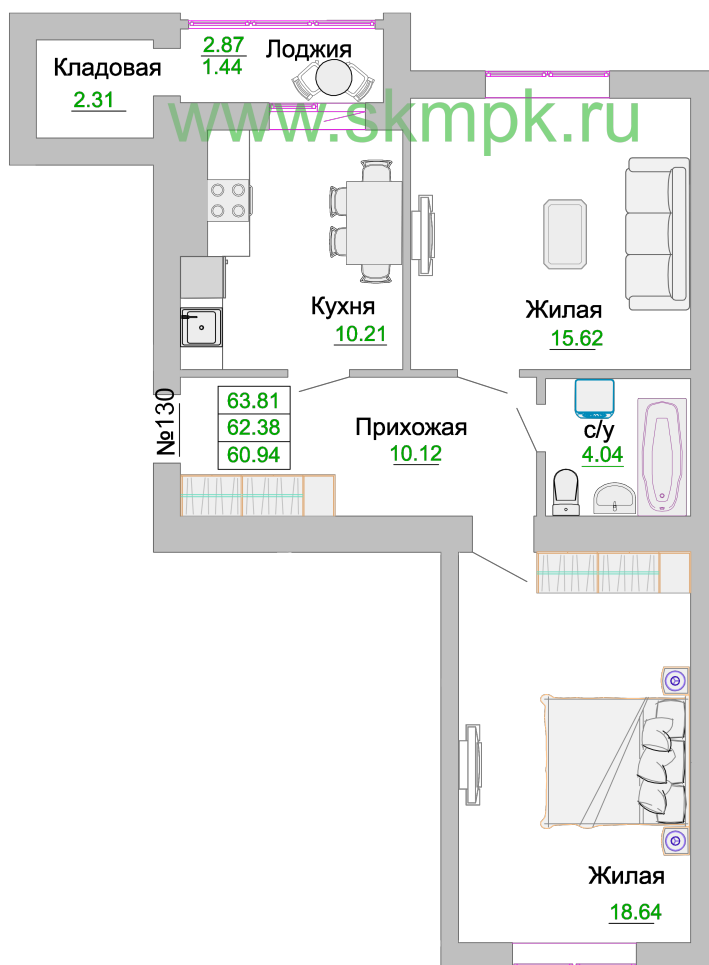 2.87
1.44
Лоджия
Кладовая
2.31
www.skmpk.ru
Кухня
10.21
Жилая
15.62
№130
63.81
62.38
60.94
Прихожая
10.12
с/у
4.04
Жилая
18.64